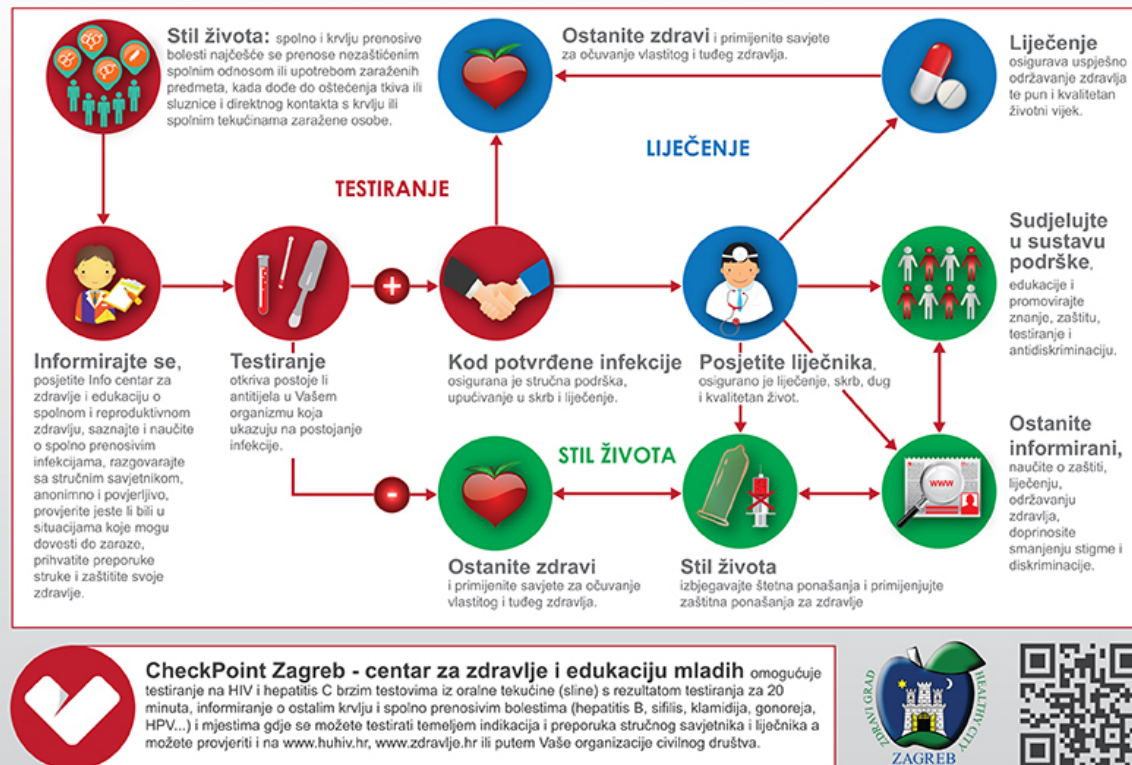 Stil života: spolno i krvlju prenosive
bolesti najčešće se prenose nezaštićenim
spolnim odnosom ili upotrebom zaraženih
predmeta, kada dođe do oštećenja tkiva ili
sluznice i direktnog kontakta s krvlju ili
spolnim tekućinama zaražene osobe.
Ostanite zdravi i primijenite savjete
za očuvanje vlastitog i tuđeg zdravlja.
Liječenje
osigurava uspješno
održavanje zdravlja
te pun i kvalitetan
životni vijek.
LIJEČENJE
TESTIRANJE
Informirajte se,
posjetite Info centar za
zdravlje i edukaciju o
spolnom i reproduktivnom
zdravlju, saznajte i naučite
o spolno prenosivim
infekcijama, razgovarajte
sa stručnim savjetnikom,
anonimno i povjerljivo,
provjerite jeste li bili u
situacijama koje mogu
dovesti do zaraze,
prihvatite preporuke
struke i zaštitite svoje
zdravlje.
Testiranje
otkriva postoje li
antitijela u Vašem
organizmu koja
ukazuju na postojanje
infekcije.
+
-
Kod potvrđene infekcije
osigurana je stručna podrška,
upućivanje u skrb i liječenje.
Posjetite liječnika,
osigurano je liječenje, skrb, dug
i kvalitetan život.
Sudjelujte
u sustavu
podrške,
edukacije i
promovirajte
znanje, zaštitu,
testiranje i
antidiskriminaciju.
STIL ŽIVOTA
www
Ostanite zdravi
i primijenite savjete za očuvanje
vlastitog i tuđeg zdravlja.
Stil života
izbjegavajte štetna ponašanja i primijenjujte
zaštitna ponašanja za zdravlje
Ostanite
informirani,
naučite o zaštiti,
liječenju,
održavanju
zdravlja,
doprinosite
smanjenju stigme i
diskriminacije.
CheckPoint Zagreb - centar za zdravlje i edukaciju mladih omogućuje
testiranje na HIV i hepatitis C brzim testovima iz oralne tekućine (sline) s rezultatom testiranja za 20
minuta, informiranje o ostalim krvlju i spolno prenosivim bolestima (hepatitis B, sifilis, klamidija, gonoreja,
HPV...) i mjestima gdje se možete testirati temeljem indikacija i preporuka stručnog savjetnika i liječnika a
možete provjeriti i na www.huhiv.hr, www.zdravlje.hr ili putem Vaše organizacije civilnog društva.
ZDRAVI GRAD
HEALTHY CITY
ZAGREB